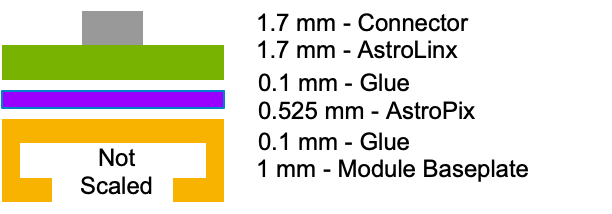 1.7 mm - Connector
1.7 mm - AstroLinx
0.1 mm - Glue
0.525 mm - AstroPix
0.1 mm - Glue
1 mm - Module Baseplate
Not
Scaled